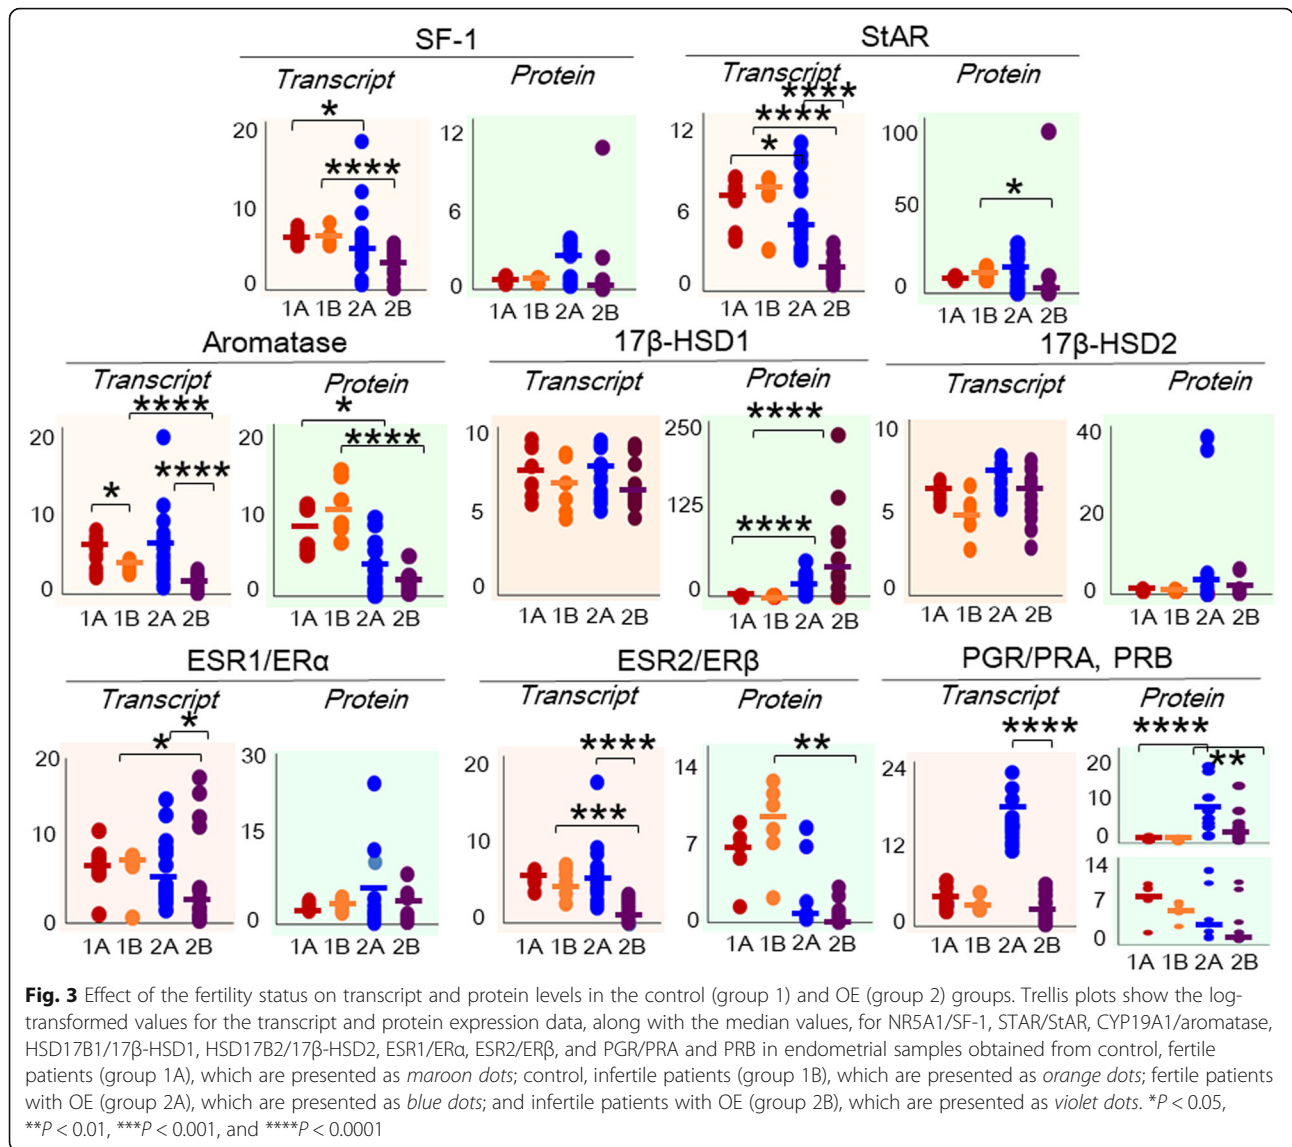 SF-1 StAR
Transcript Protein Transcript Protein
* **** **** **** * *
20 10 0 12 6 0 12 6 0 100 50 0
1A 1B 2A 2B 1A 1B 2A 2B 1A 1B 2A 2B 1A 1B 2A 2B
Aromatase 17β-HSD1 17β-HSD2
Transcript Protein Transcript Protein Transcript Protein
**** **** * * **** **** ****
20 10 0 20 10 0 10 5 0 250 125 0 10 5 0 40 20 0
1A 1B 2A 2B 1A 1B 2A 2B 1A 1B 2A 2B 1A 1B 2A 2B 1A 1B 2A 2B 1A 1B 2A 2B
ESR1/ERα ESR2/ERβ PGR/PRA, PRB
Transcript Protein Transcript Protein Transcript Protein
* * **** *** ** **** **** **
20 10 0 30 15 0 20 10 0 14 7 0 24 12 0 20 10 0 14 7 0
1A 1B 2A 2B 1A 1B 2A 2B 1A 1B 2A 2B 1A 1B 2A 2B 1A 1B 2A 2B 1A 1B 2A 2B
Fig. 3 Effect of the fertility status on transcript and protein levels in the control (group 1) and OE (group 2) groups. Trellis plots show the log-
transformed values for the transcript and protein expression data, along with the median values, for NR5A1/SF-1, STAR/StAR, CYP19A1/aromatase,
HSD17B1/17β-HSD1, HSD17B2/17β-HSD2, ESR1/ERα, ESR2/ERβ, and PGR/PRA and PRB in endometrial samples obtained from control, fertile
patients (group 1A), which are presented as maroon dots; control, infertile patients (group 1B), which are presented as orange dots; fertile patients
with OE (group 2A), which are presented as blue dots; and infertile patients with OE (group 2B), which are presented as violet dots. *P < 0.05,
**P < 0.01, ***P < 0.001, and ****P < 0.0001